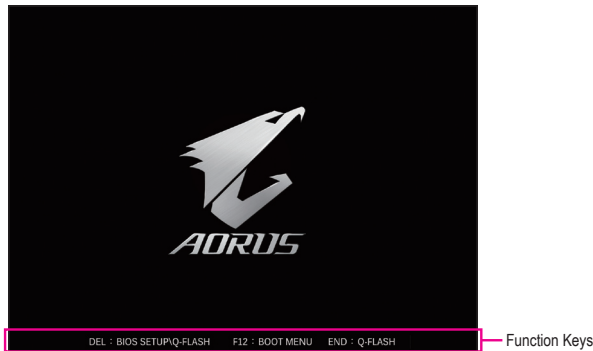 AORUS
DEL : BIOS SETUP\Q-FLASH F12 : BOOT MENU END : Q-FLASH
Function Keys